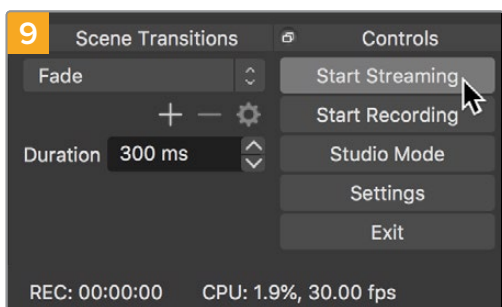 9
Scene Transitions
Controls
Fade
Start Streaming
Start Recording
Duration 300 ms
Studio Mode
Settings
Exit
REC: 00:00:00 CPU: 1.9%, 30.00 fps